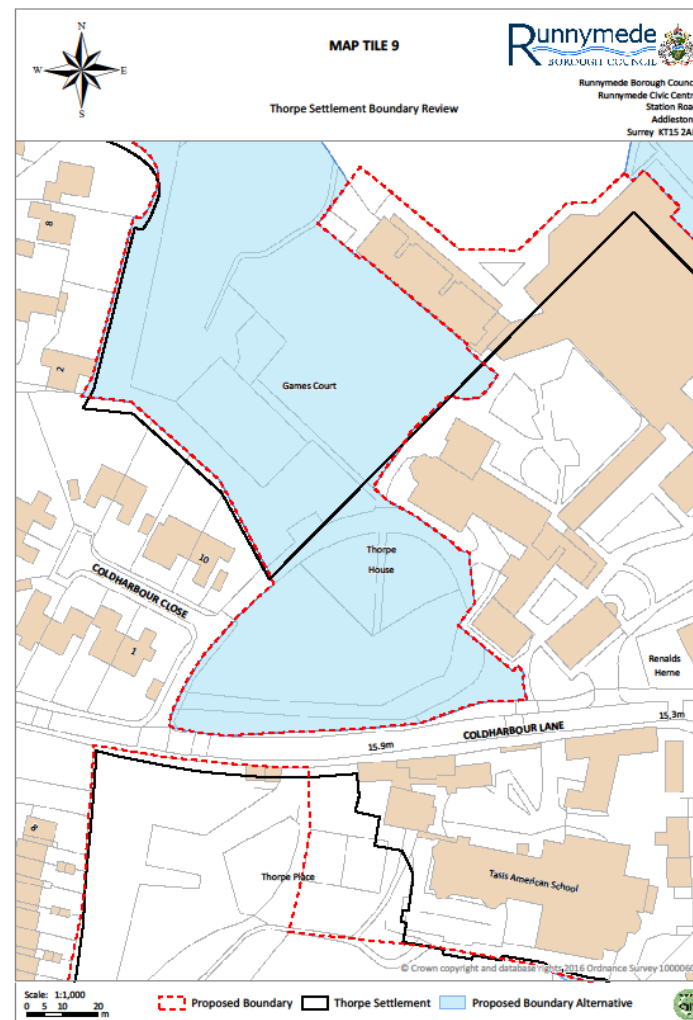 N
W E
S
MAP TILE 9
Thorpe Settlement Boundary Review
Runnymede
BOROUGH COUNCIL
Runnymede Borough Counc
Runnymede Civic Centr
Station Roa
Addleston
Surrey KT15 2A
8
2
Games Court
10
COLDHARBOUR CLOSE
1
Thorpe
House
Renalds
Herne
15.3m
COLDHARBOUR LANE
15.9m
8
Thorpe Place
Tasis American School
© Crown copyright and database rights 2016 Ordnance Survey 1000060
Scale: 1:1,000
0 5 10 20
m
Proposed Boundary
Thorpe Settlement
Proposed Boundary Alternative